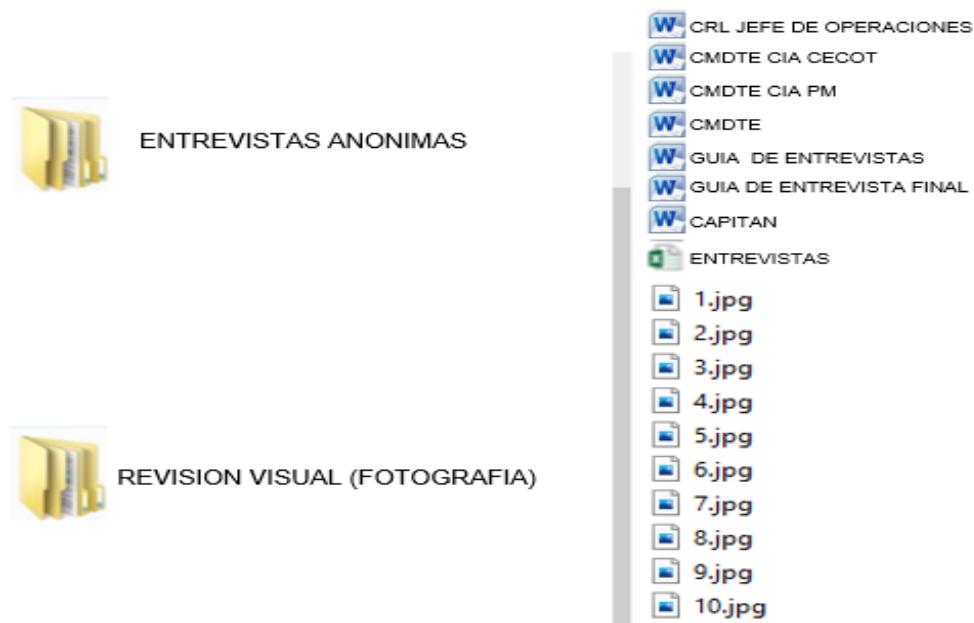 ENTREVISTAS ANONIMAS
CRL JEFE DE OPERACIONES
CMDTE CIA CECOT
CMDTE CIA PM
CMDTE
GUIA DE ENTREVISTAS
GUIA DE ENTREVISTA FINAL
CAPITAN
ENTREVISTAS
REVISION VISUAL (FOTOGRAFIA)
1.jpg
2.jpg
3.jpg
4.jpg
5.jpg
6.jpg
7.jpg
8.jpg
9.jpg
10.jpg